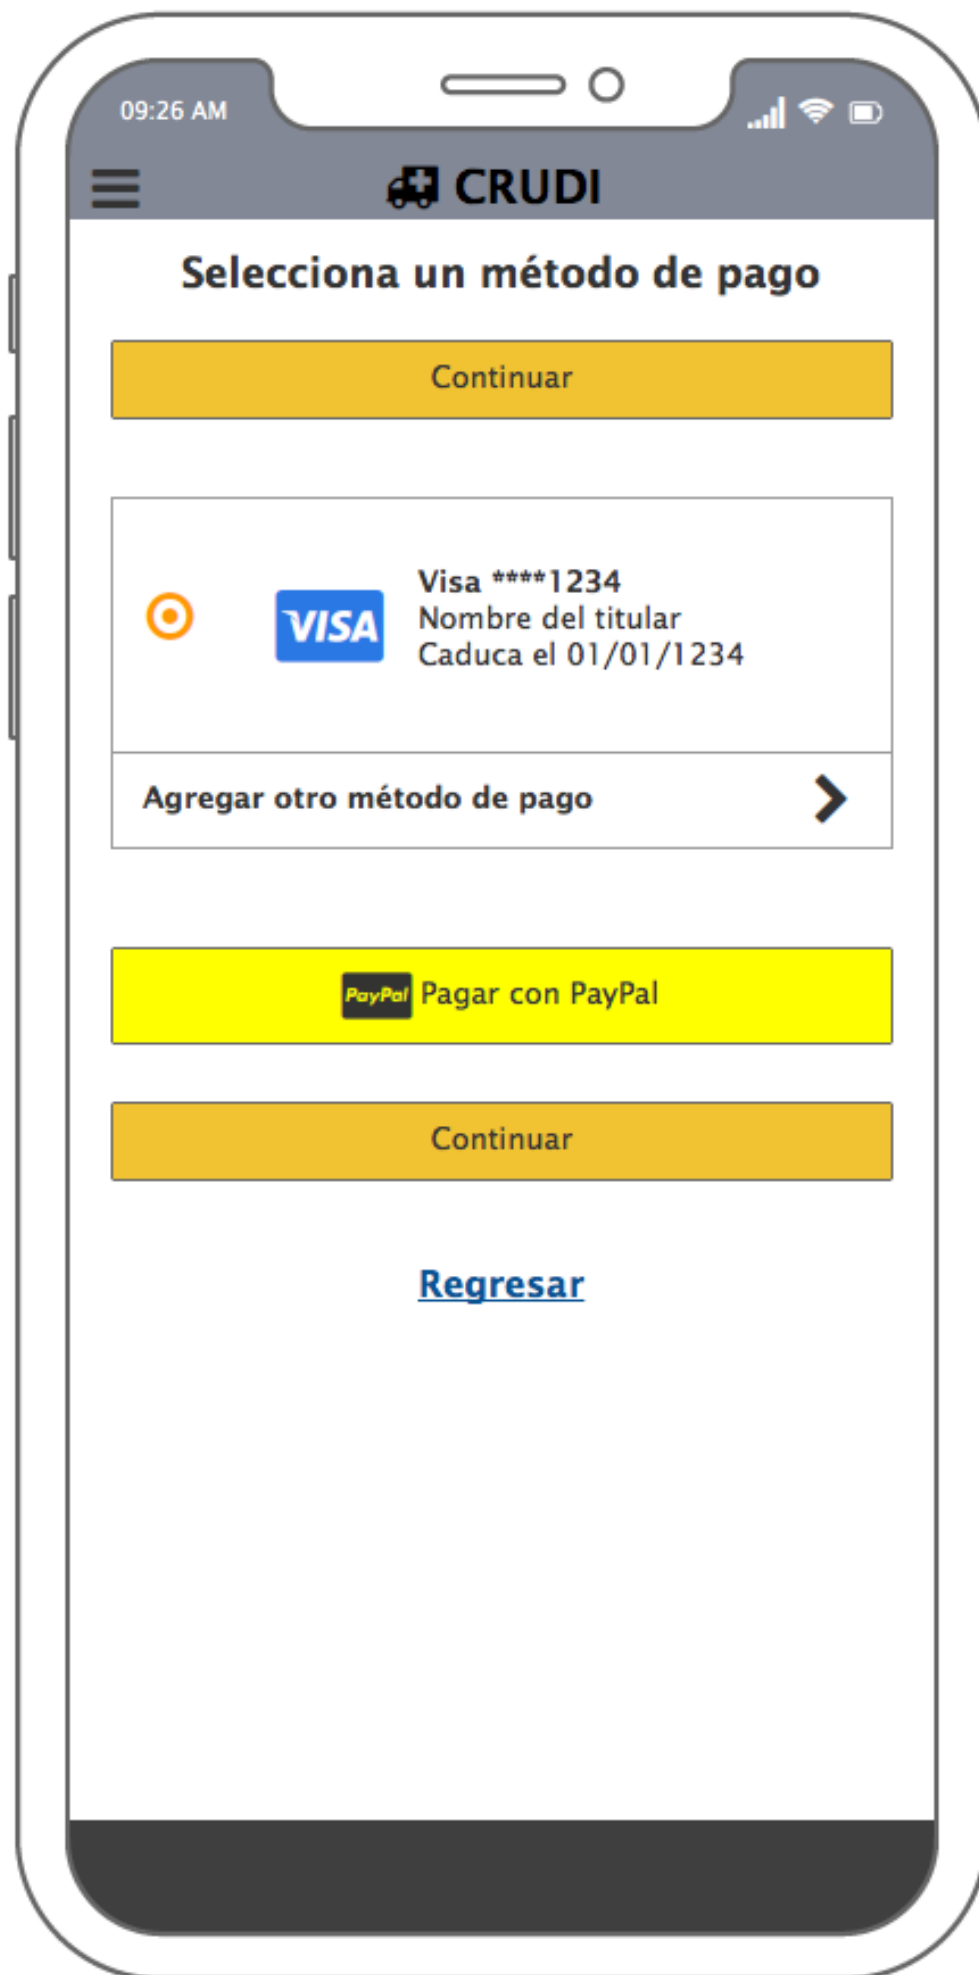 09:26 AM
CRUDI
Selecciona un método de pago
Continuar
VISA
Visa ****1234
Nombre del titular
Caduca el 01/01/1234
Agregar otro método de pago
PayPal Pagar con PayPal
Continuar
Regresar